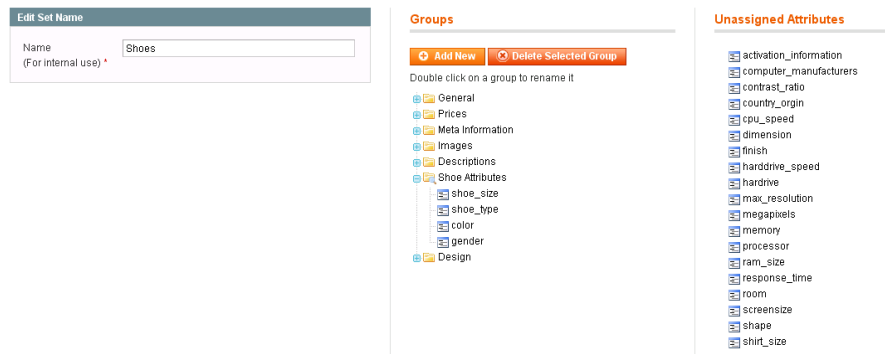 Edit Set Name
Name
(For internal use) *
Shoes
Groups
Add New
Delete Selected Group
Double click on a group to rename it
General
Prices
Meta Information
Images
Descriptions
Shoe Attributes
shoe_size
shoe_type
color
gender
Design
Unassigned Attributes
activation_information
computer_manufacturers
contrast_ratio
country_orgin
cpu_speed
dimension
finish
harddrive_speed
hardrive
max_resolution
megapixels
memory
processor
ram_size
response_time
room
screensize
shape
shirt_size